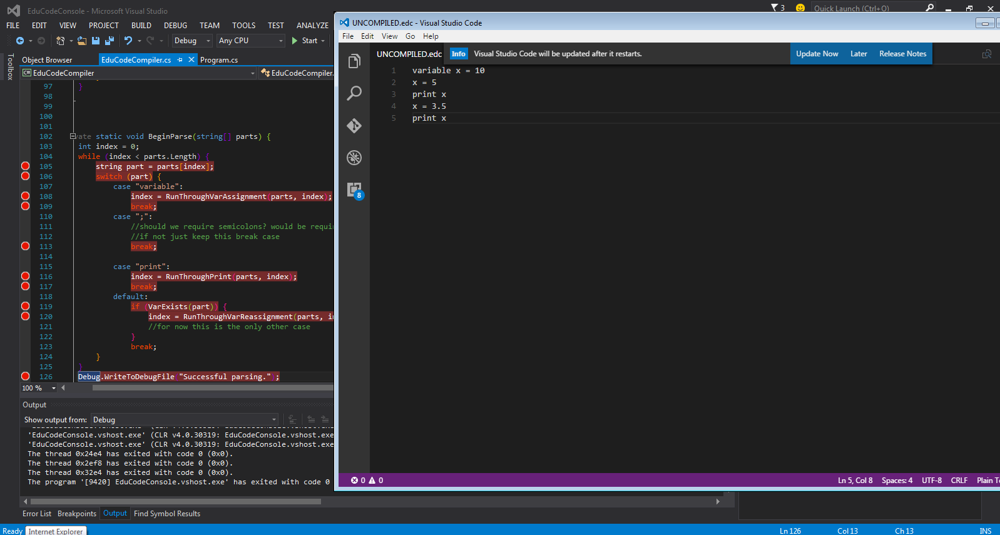 EduCodeConsole - Microsoft Visual Studio
3
Quick Launch (Ctrl+Q)
FILE EDIT VIEW PROJECT BUILD DEBUG TEAM TOOLS TEST ANALYZE
Debug Any CPU Start
Toolbox
Object Browser EduCodeCompiler.cs Program.cs
EduCodeCompiler EduCodeCompiler.
97 }
98
99
100
101
102 vate static void BeginParse(string[] parts) {
103 int index = 0;
104 while (index < parts.Length) {
105 string part = parts[index];
106 switch (part) {
107 case "variable":
108 index = RunThroughVarAssignment(parts, index);
109 break;
110 case ";":
111 //should we require semicolons? would be requi
112 //if not just keep this break case
113 break;
114
115 case "print":
116 index = RunThroughPrint(parts, index);
117 break;
118 default:
119 if (VarExists(part)) {
120 index = RunThroughVarReassignment(parts, in
121 //for now this is the only other case
122 }
123 break;
124 }
125 }
126 Debug.WriteToDebugFile("Successful parsing.");
100 %
Output
Show output from: Debug
'EduCodeConsole.vshost.exe' (CLR v4.0.30319: EduCodeConsole.vshost.exe
'EduCodeConsole.vshost.exe' (CLR v4.0.30319: EduCodeConsole.vshost.exe
The thread 0x24e4 has exited with code 0 (0x0).
The thread 0x2ef8 has exited with code 0 (0x0).
The thread 0x32e4 has exited with code 0 (0x0).
The program '[9420] EduCodeConsole.vshost.exe' has exited with code 0
Error List Breakpoints Output Find Symbol Results
Ready Internet Explorer Ln 126 Col 13 Ch 13 INS
UNCOMPILED.edc - Visual Studio Code
File Edit View Go Help
UNCOMPILED.edc Info Visual Studio Code will be updated after it restarts. Update Now Later Release Notes
1 variable x = 10
2 x = 5
3 print x
4 x = 3.5
5 print x
8
0 0 Ln 5, Col 8 Spaces: 4 UTF-8 CRLF Plain Te